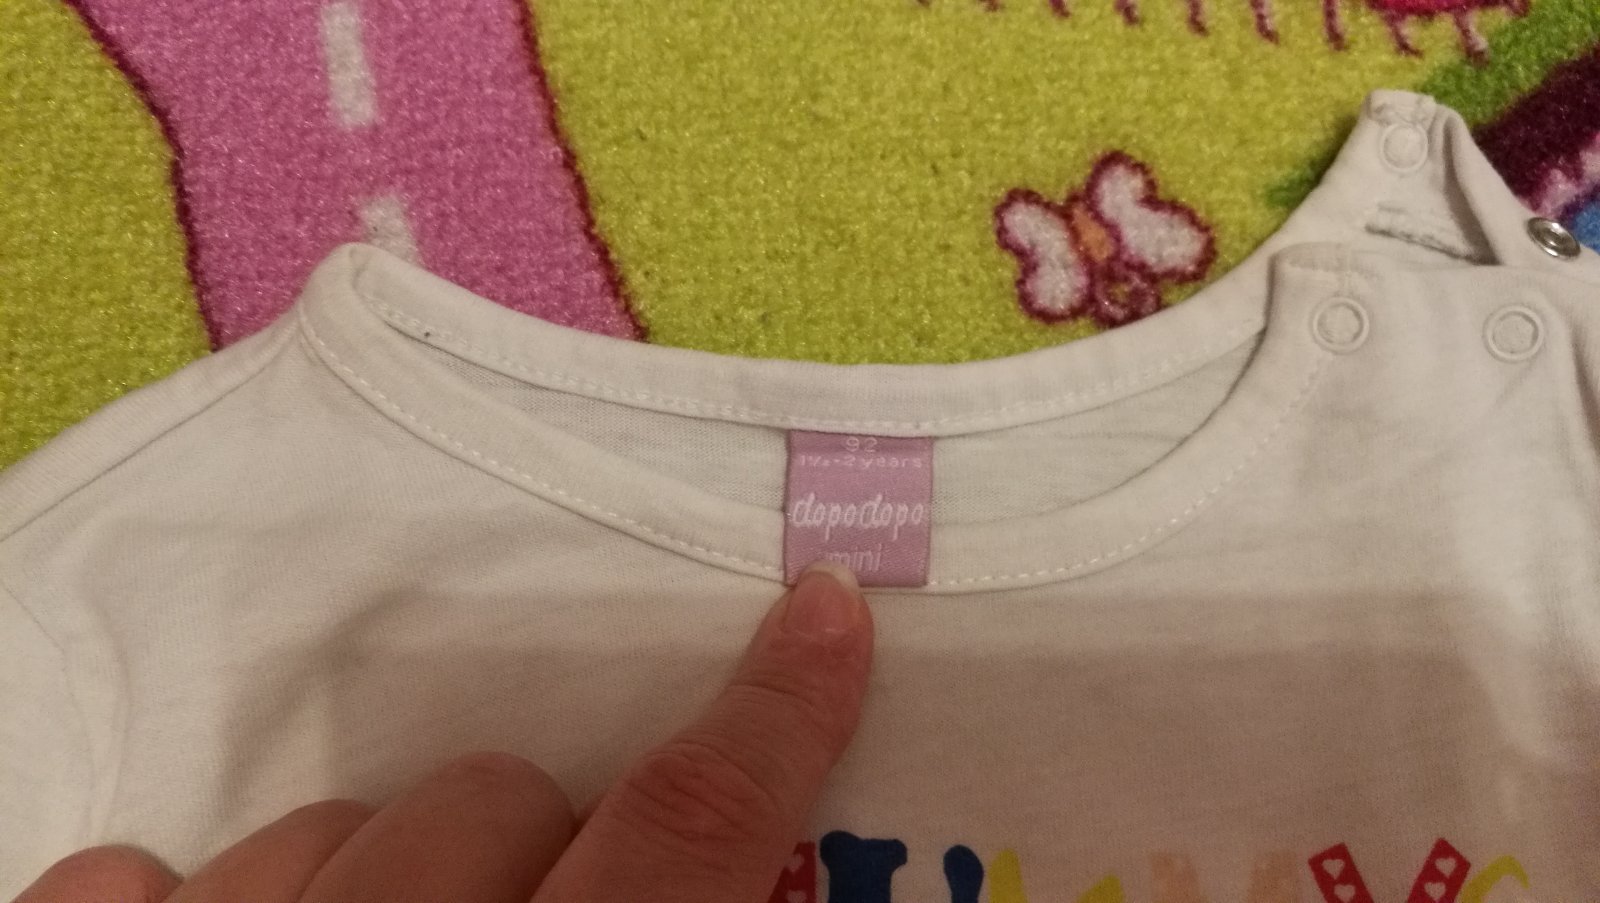 92
1½-2 years
dopodopo
mini